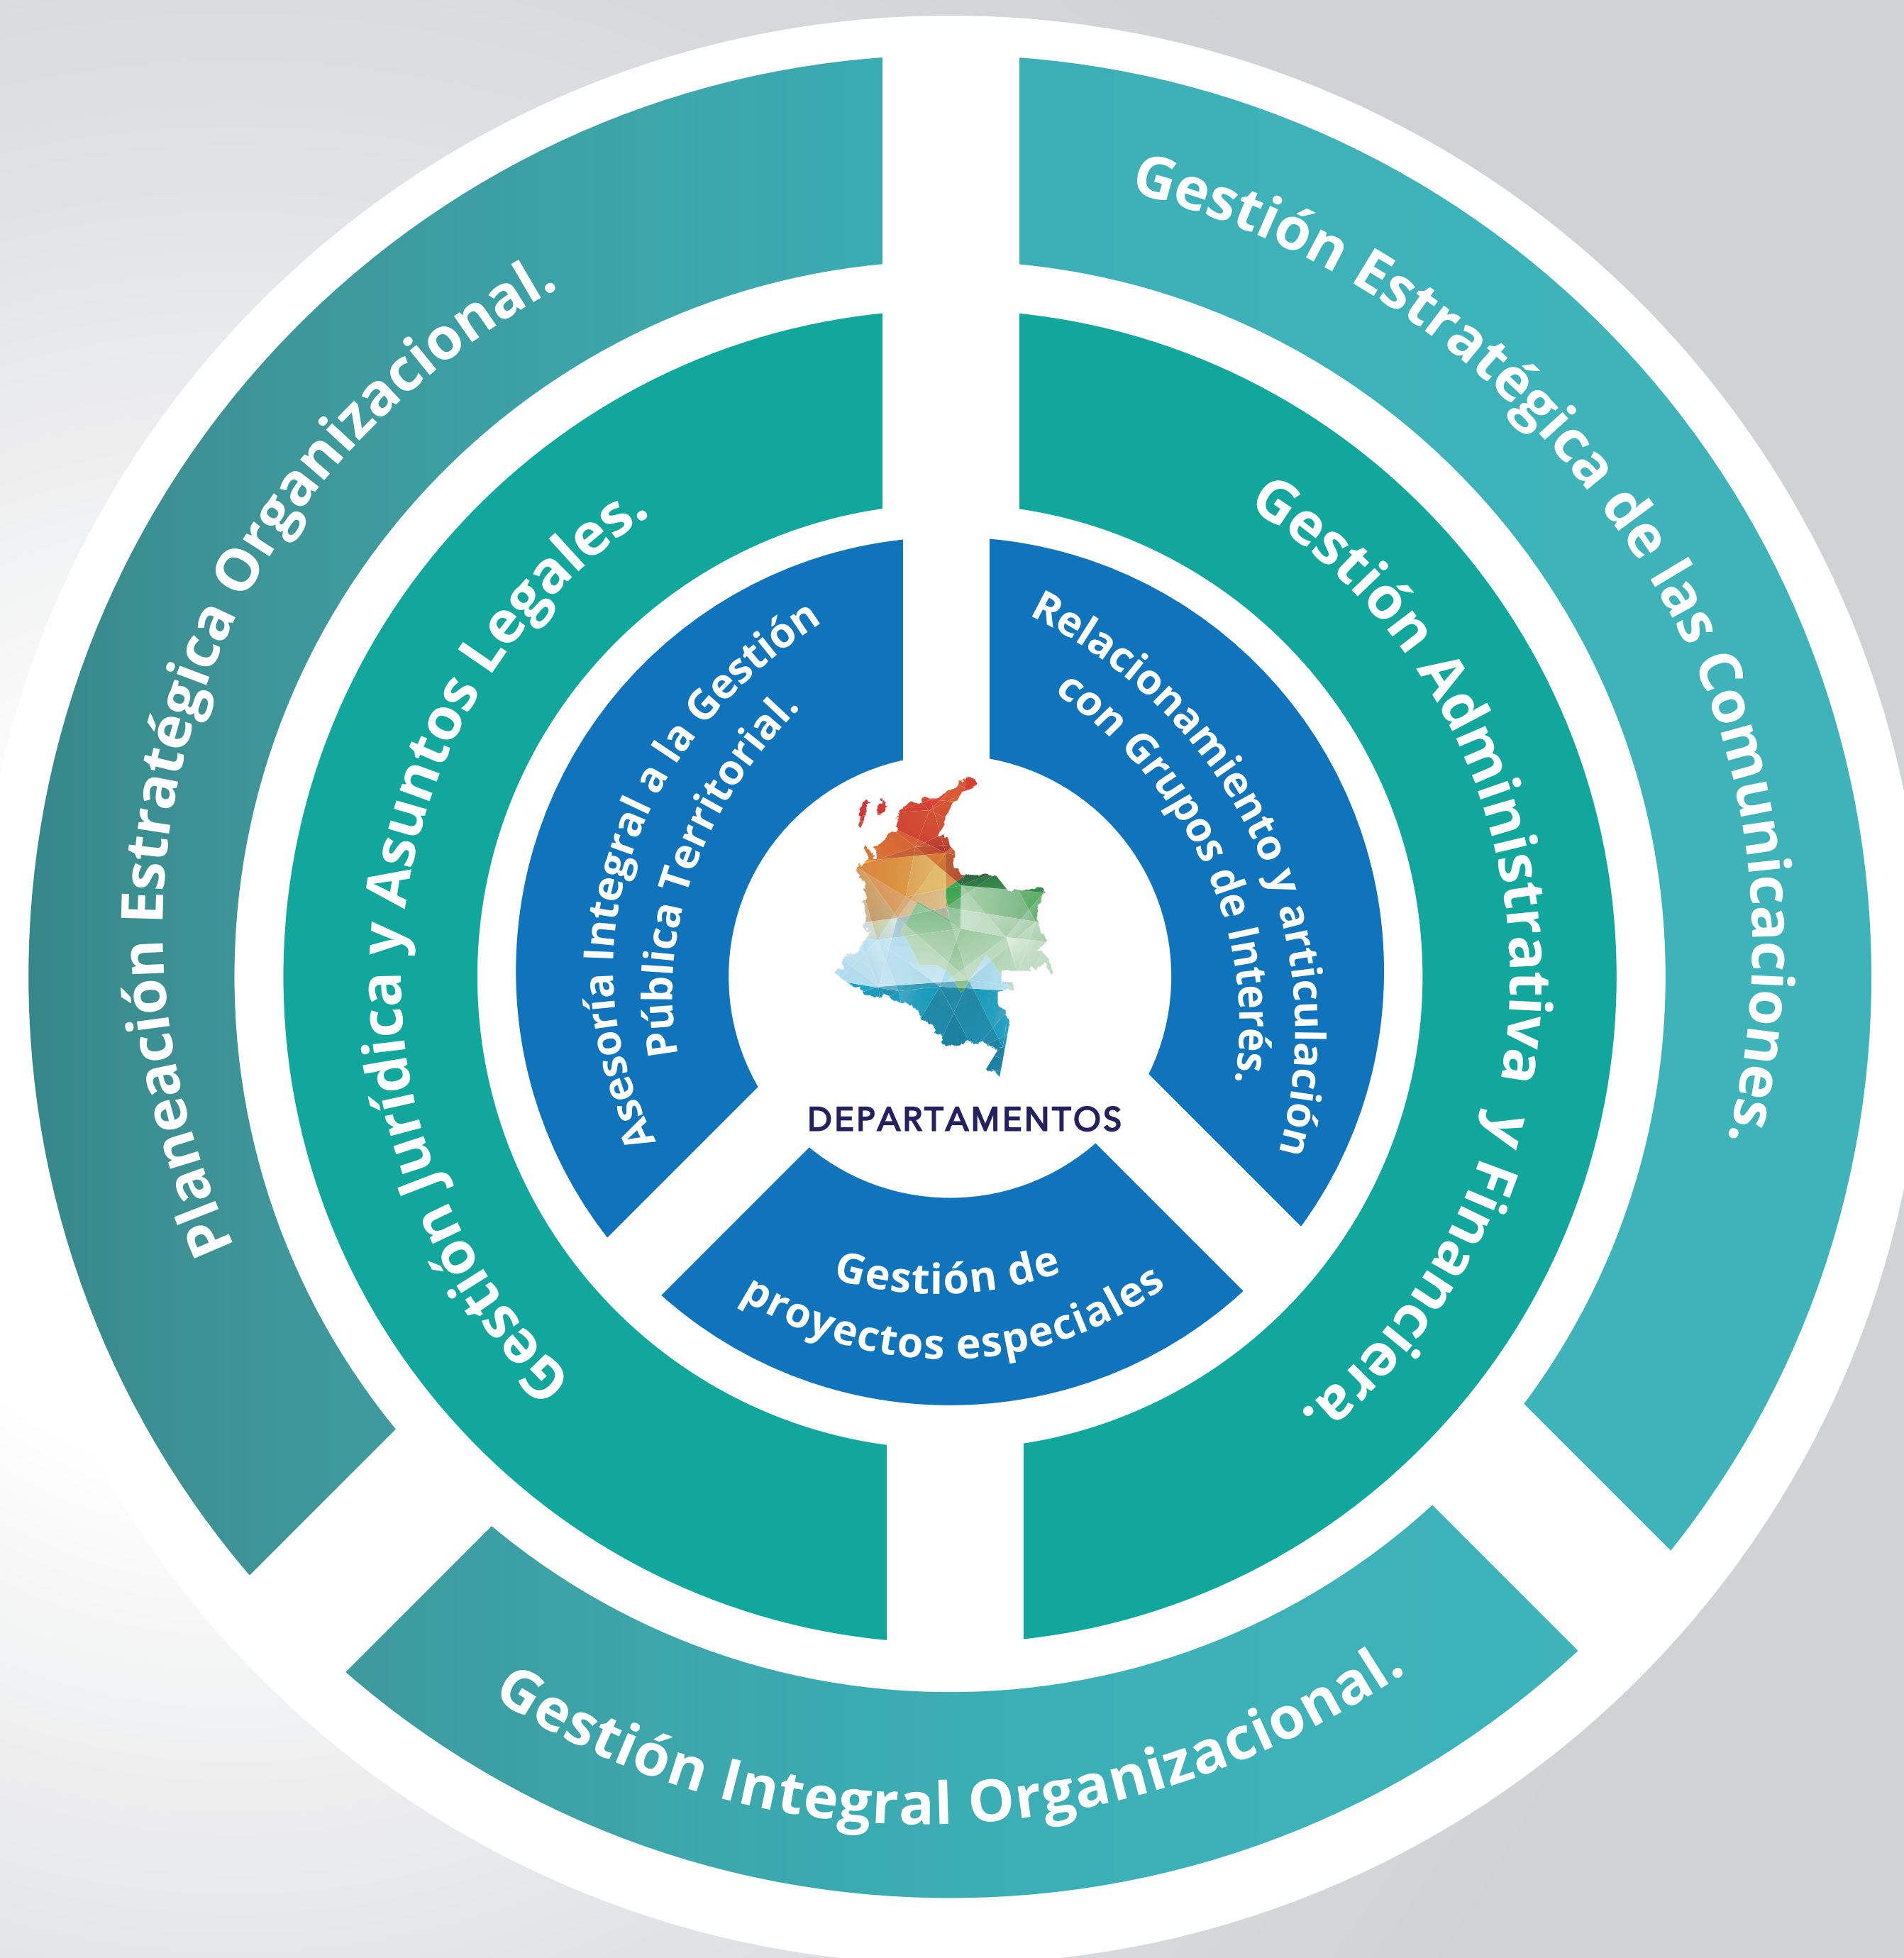 Planeación Estratégica Organizacional.
Gestión Estratégica de las Comunicaciones.
Gestión Integral Organizacional.
Gestión Jurídica y Asuntos Legales.
Gestión Administrativa y Financiera.
Asesoría Integral a la Gestión
Pública Territorial.
Relacionamiento y articulación
con Grupos de Interés.
Gestión de
proyectos especiales
DEPARTAMENTOS